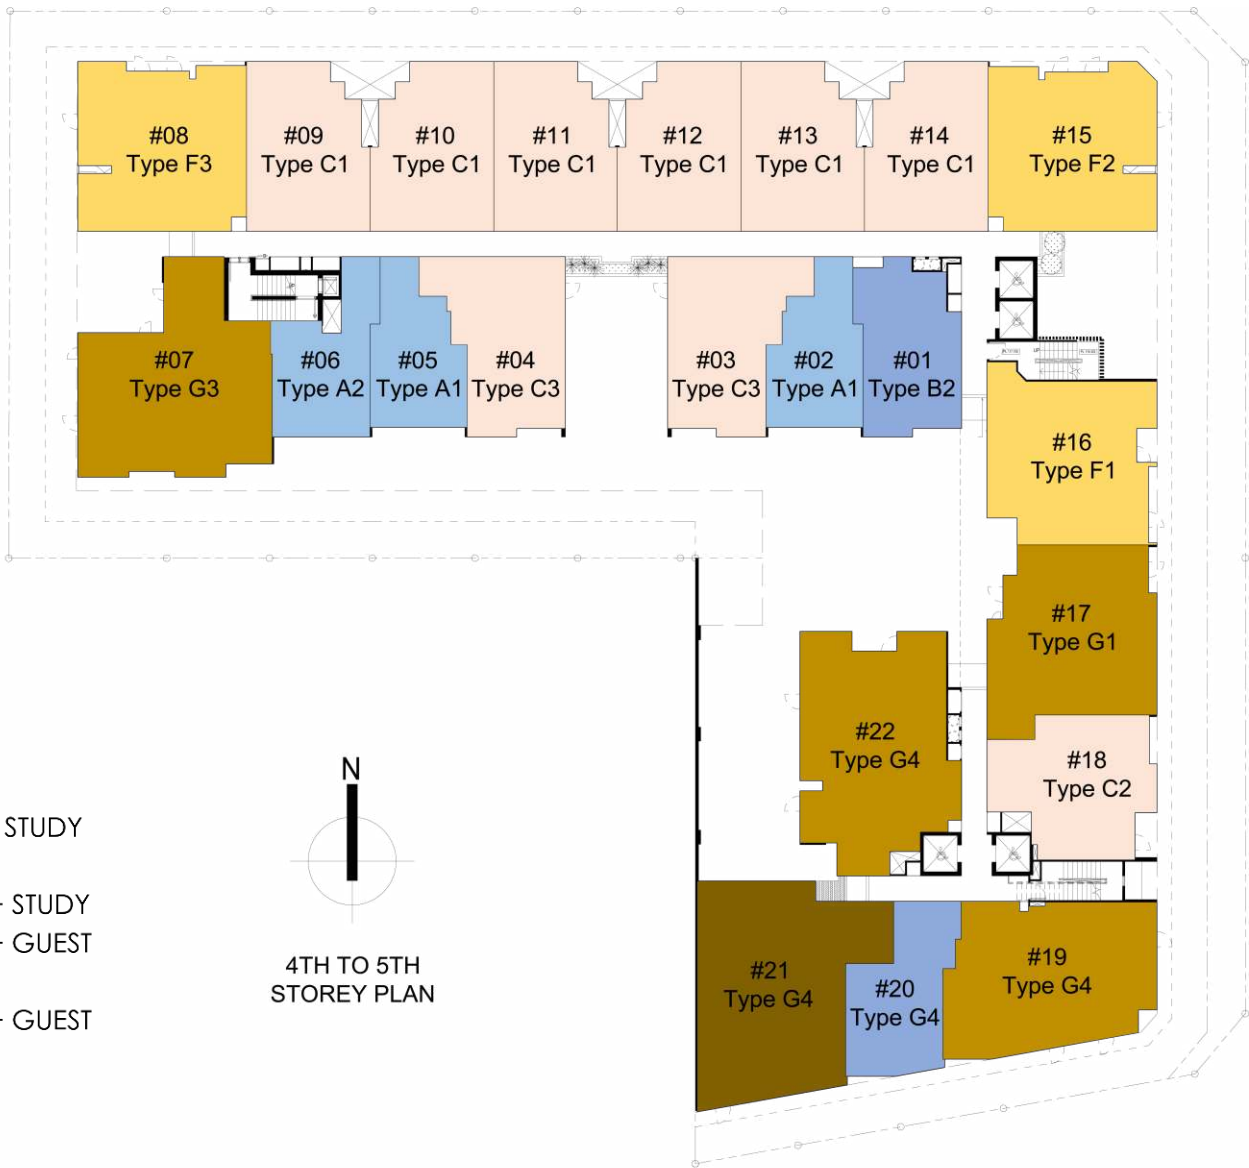 #08
Type F3
#09
Type C1
#10
Type C1
#11
Type C1
#12
Type C1
#13
Type C1
#14
Type C1
#15
Type F2
#07
Type G3
#06
Type A2
#05
Type A1
#04
Type C3
#03
Type C3
#02
Type A1
#01
Type B2
#16
Type F1
#17
Type G1
#18
Type C2
#22
Type G4
#21
Type G4
#20
Type G4
#19
Type G4
N
4TH TO 5TH
STOREY PLAN
STUDY
+ STUDY
+ GUEST
+ GUEST